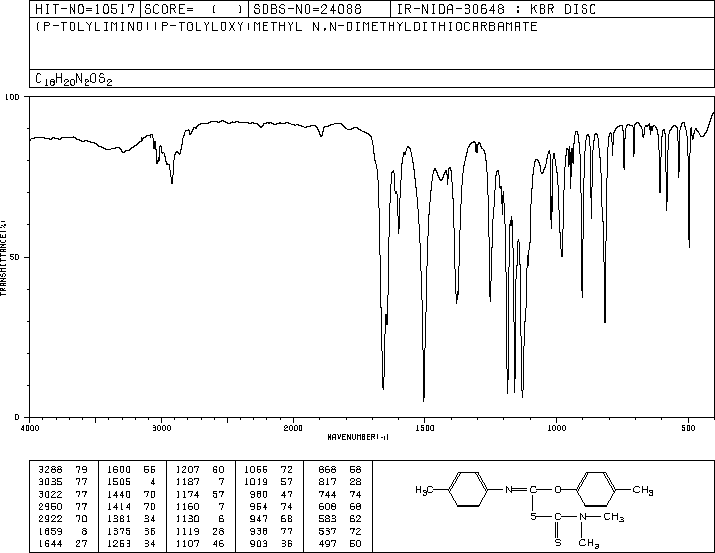 HIT-NO=10517 SCORE= ( ) SDBS-NO=24088 IR-NIDA-30648 : KBR DISC
(P-TOLYLIMINO)(P-TOLYLOXY)METHYL N,N-DIMETHYLDITHIOCARBAMATE
C18H20N2OS2
100
50
0
TRANSMITTANCE(%)
4000 3000 2000 1500 1000 500
WAVENUMBER(-1)
3288 79 1600 55 1207 60 1066 72 868 58
3035 77 1505 4 1187 7 1019 57 817 28
3022 77 1440 70 1174 57 980 47 744 74
2960 77 1414 70 1160 7 964 74 608 68
2922 70 1381 34 1130 6 947 68 583 62
1659 8 1375 36 1119 28 938 77 537 72
1644 27 1253 34 1107 46 903 36 497 50
H3C N C O CH3
S C N CH3
S CH3